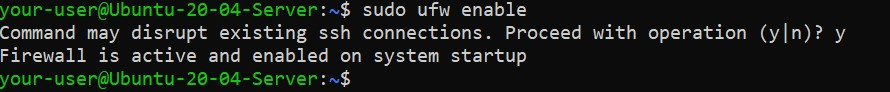 your-user@Ubuntu-20-04-Server:~$ sudo ufw enable
Command may disrupt existing ssh connections. Proceed with operation (y|n)? y
Firewall is active and enabled on system startup
your-user@Ubuntu-20-04-Server:~$